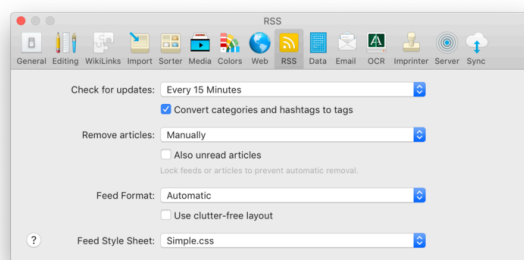 RSS
General Editing WikiLinks Import Sorter Media Colors Web RSS Data Email OCR Imprinter Server Sync
Check for updates: Every 15 Minutes
Convert categories and hashtags to tags
Remove articles: Manually
Also unread articles
Lock feeds or articles to prevent automatic removal.
Feed Format: Automatic
Use clutter-free layout
? Feed Style Sheet: Simple.css